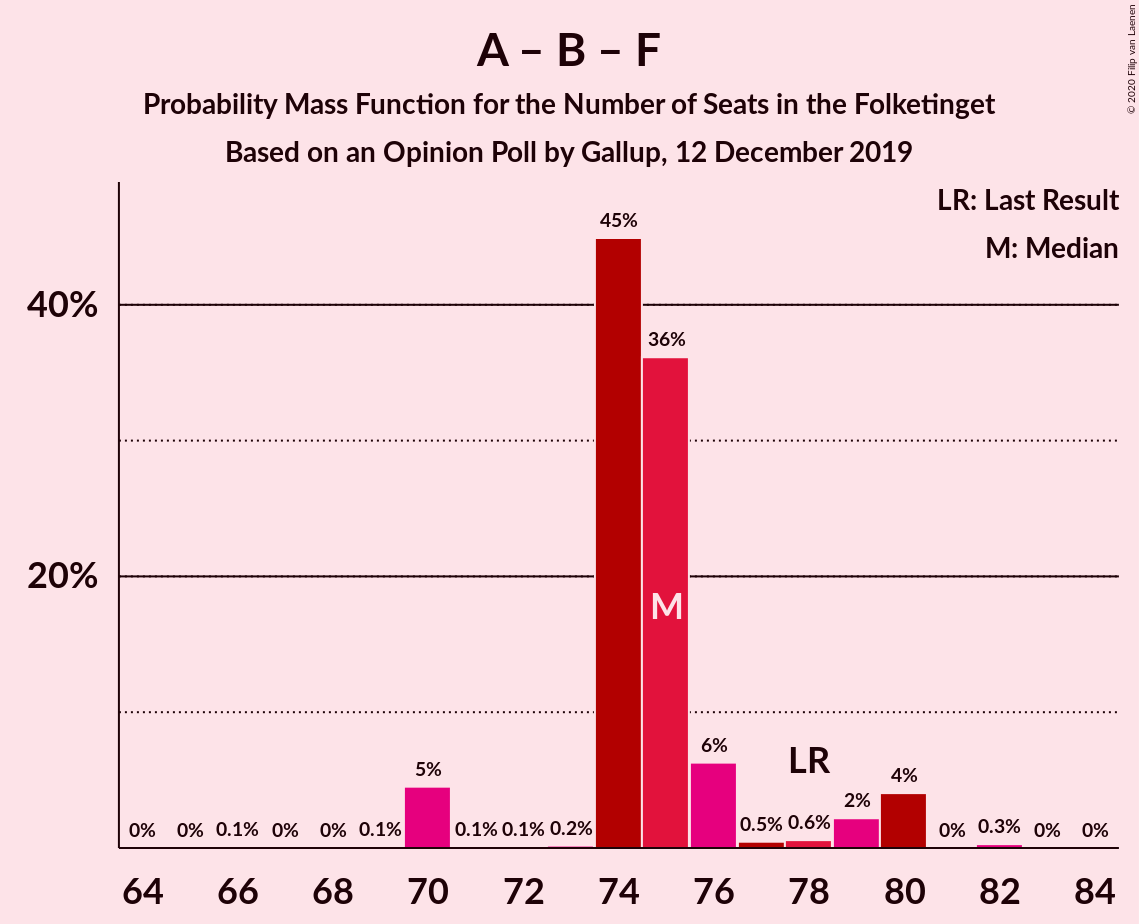 A – B – F
Probability Mass Function for the Number of Seats in the Folketinget
Based on an Opinion Poll by Gallup, 12 December 2019
© 2020 Filip van Laenen
LR: Last Result
M: Median
45%
40%
36%
20%
M
6%
LR
5%
4%
2%
0% 0% 0.1% 0% 0% 0.1% 0.1% 0.1% 0.2% 0.5% 0.6% 0% 0.3% 0% 0%
64 66 68 70 72 74 76 78 80 82 84